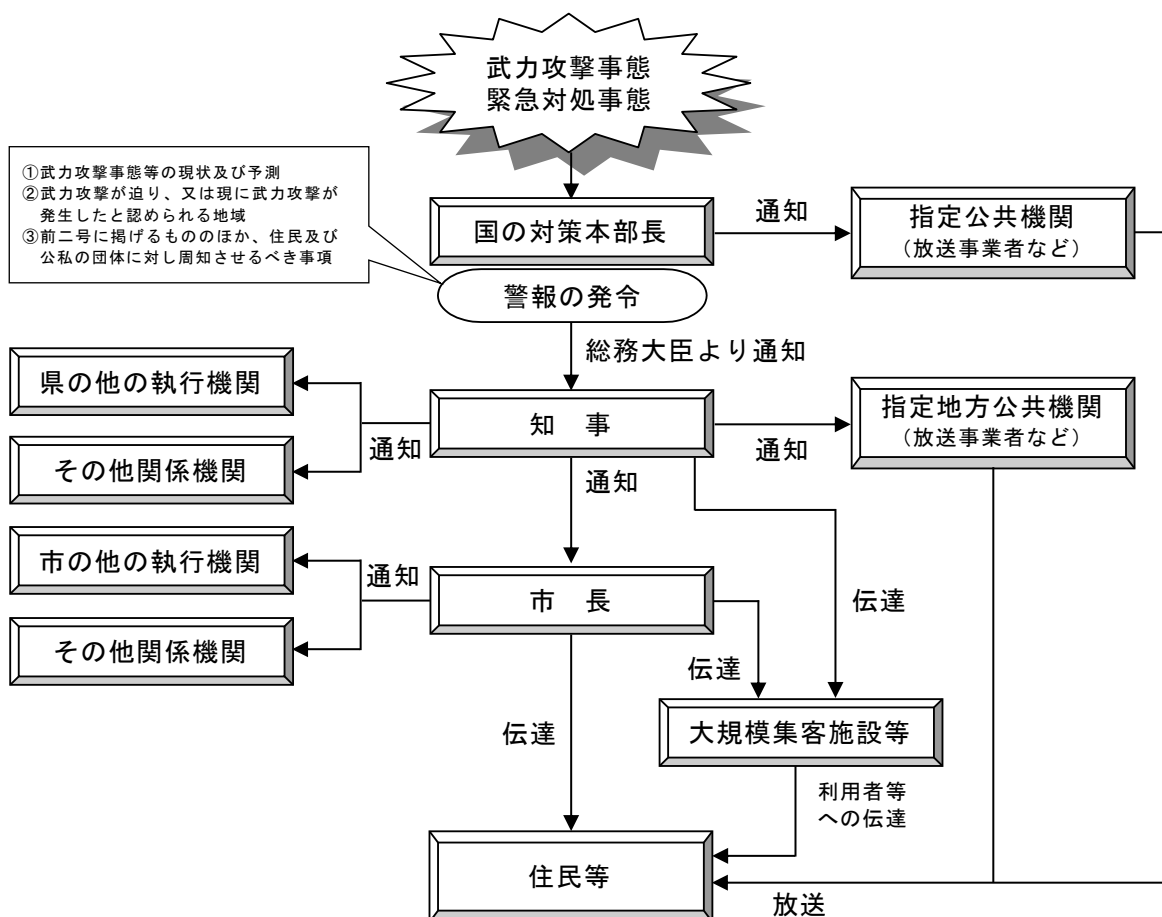 武力攻撃事態
緊急対処事態
①武力攻撃事態等の現状及び予測
②武力攻撃が迫り、又は現に武力攻撃が
発生したと認められる地域
③前二号に掲げるもののほか、住民及び
公私の団体に対し周知させるべき事項
国の対策本部長
通知
指定公共機関
（放送事業者など）
警報の発令
総務大臣より通知
県の他の執行機関
その他関係機関
通知
知　事
通知
指定地方公共機関
（放送事業者など）
通知
市の他の執行機関
その他関係機関
通知
市　長
伝達
伝達
伝達
大規模集客施設等
利用者等
への伝達
住民等
放送